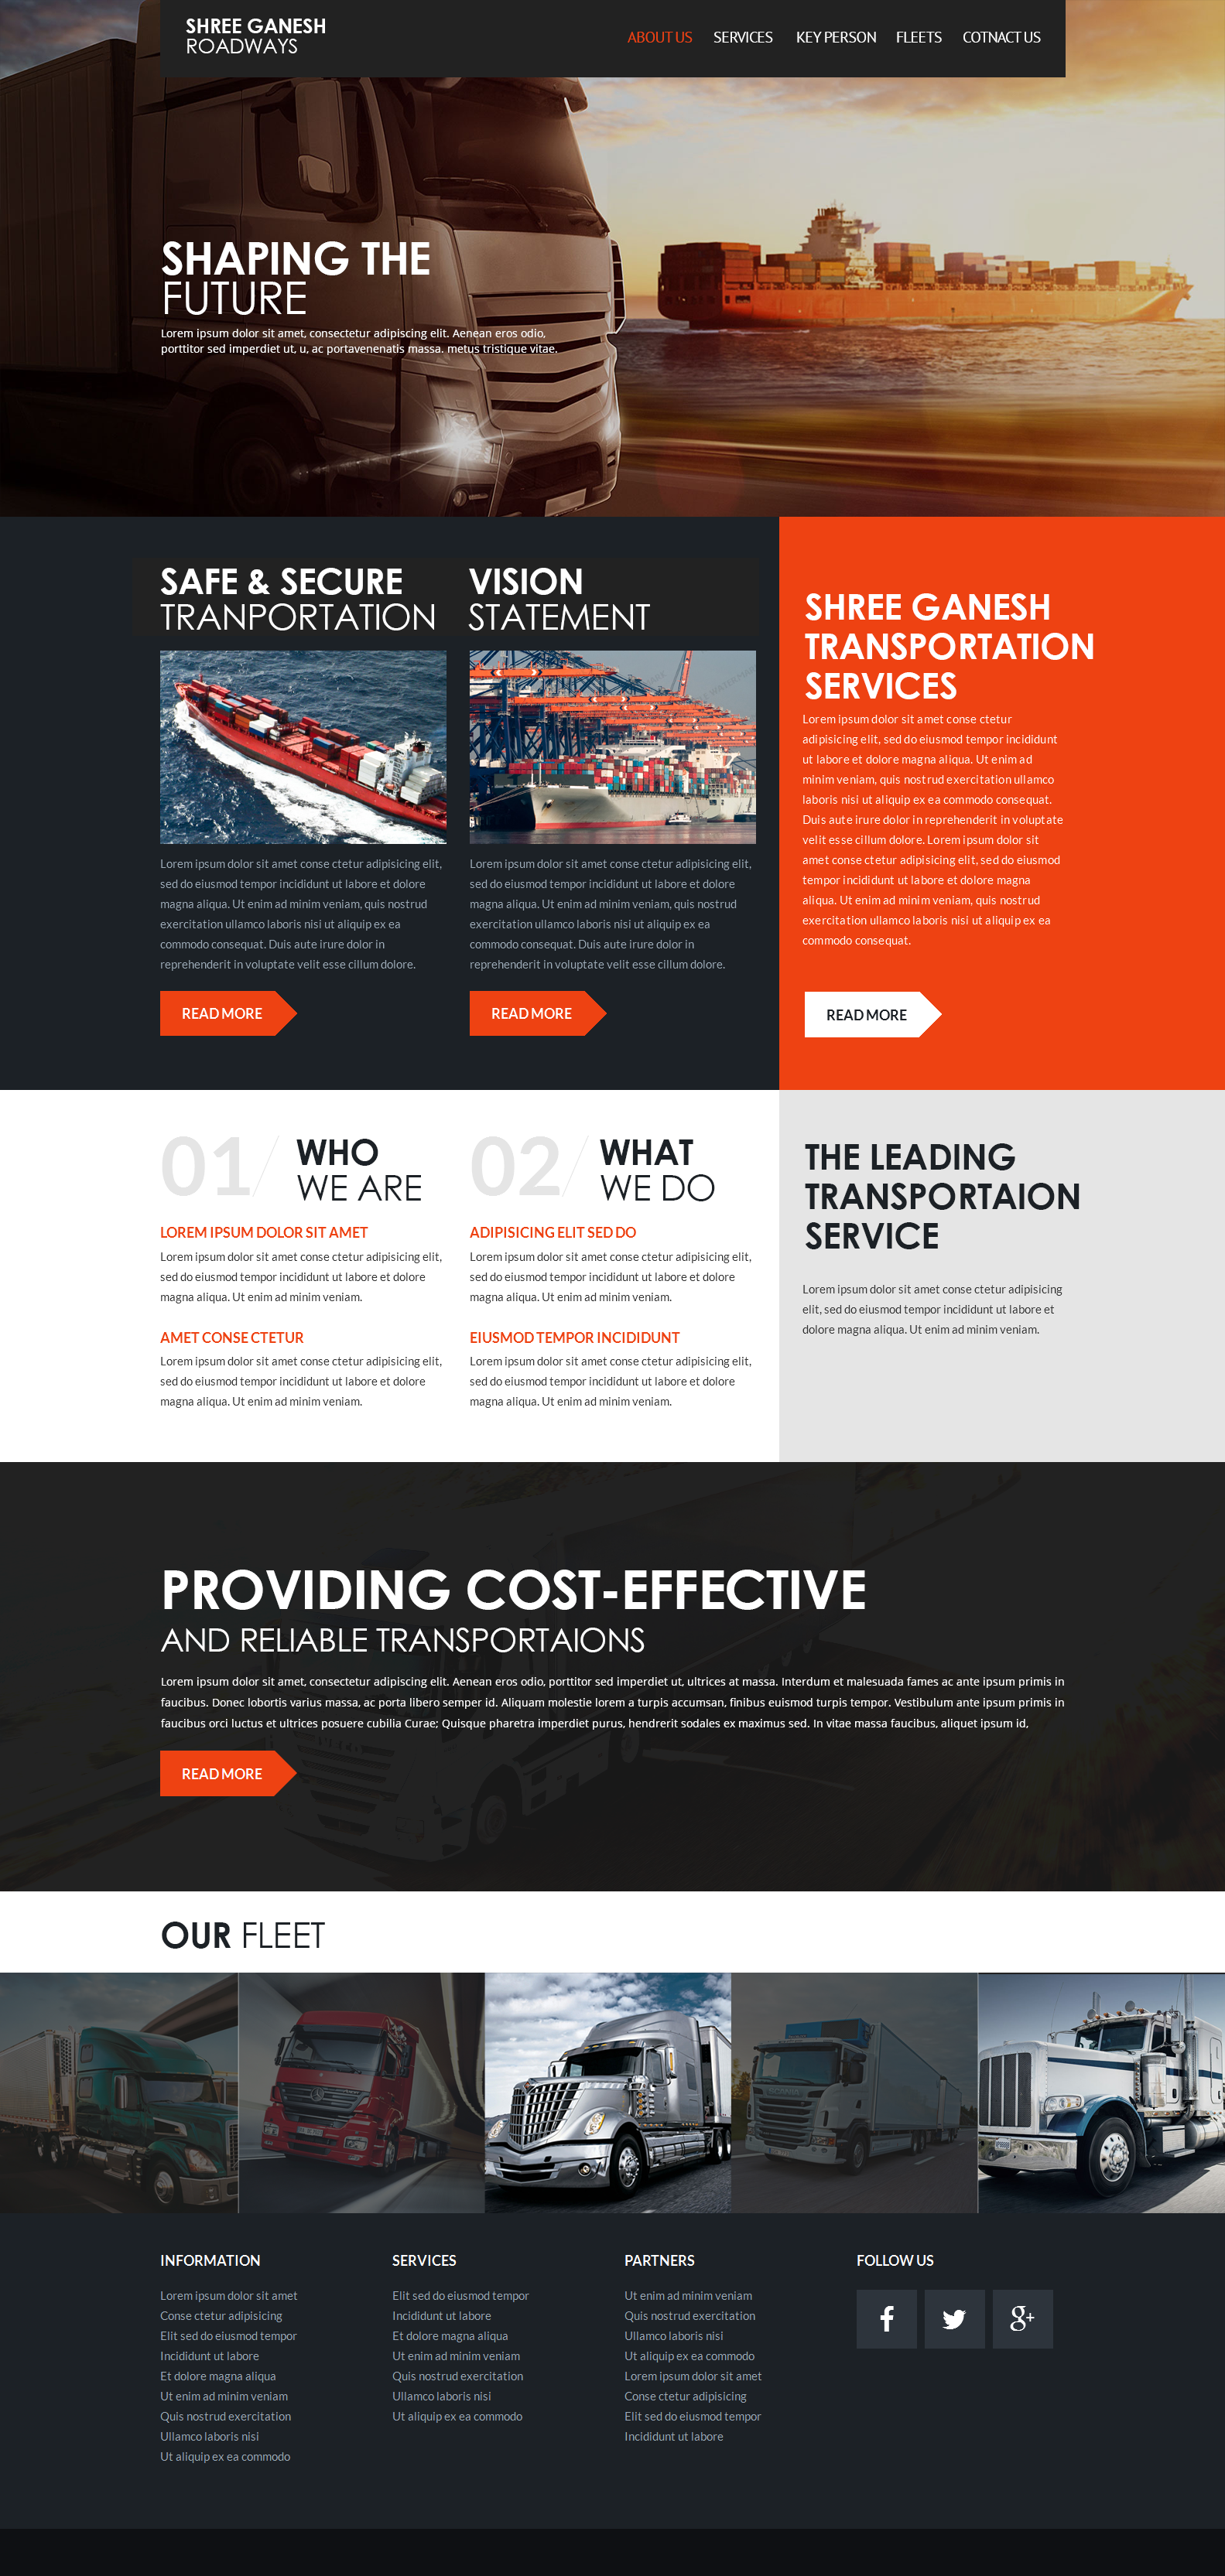 SHREE GANESH
ROADWAYS
ABOUT US SERVICES KEY PERSON FLEETS COTNACT US
SHAPING THE
FUTURE
Lorem ipsum dolor sit amet, consectetur adipiscing elit. Aenean eros odio,
porttitor sed imperdiet ut, u, ac portavenenatis massa. metus tristique vitae.
SAFE & SECURE
TRANPORTATION
Lorem ipsum dolor sit amet conse ctetur adipisicing elit,
sed do eiusmod tempor incididunt ut labore et dolore
magna aliqua. Ut enim ad minim veniam, quis nostrud
exercitation ullamco laboris nisi ut aliquip ex ea
commodo consequat. Duis aute irure dolor in
reprehenderit in voluptate velit esse cillum dolore.
READ MORE
VISION
STATEMENT
Lorem ipsum dolor sit amet conse ctetur adipisicing elit,
sed do eiusmod tempor incididunt ut labore et dolore
magna aliqua. Ut enim ad minim veniam, quis nostrud
exercitation ullamco laboris nisi ut aliquip ex ea
commodo consequat. Duis aute irure dolor in
reprehenderit in voluptate velit esse cillum dolore.
READ MORE
SHREE GANESH
TRANSPORTATION
SERVICES
Lorem ipsum dolor sit amet conse ctetur
adipisicing elit, sed do eiusmod tempor incididunt
ut labore et dolore magna aliqua. Ut enim ad
minim veniam, quis nostrud exercitation ullamco
laboris nisi ut aliquip ex ea commodo consequat.
Duis aute irure dolor in reprehenderit in voluptate
velit esse cillum dolore. Lorem ipsum dolor sit
amet conse ctetur adipisicing elit, sed do eiusmod
tempor incididunt ut labore et dolore magna
aliqua. Ut enim ad minim veniam, quis nostrud
exercitation ullamco laboris nisi ut aliquip ex ea
commodo consequat.
READ MORE
01
WHO
WE ARE
LOREM IPSUM DOLOR SIT AMET
Lorem ipsum dolor sit amet conse ctetur adipisicing elit,
sed do eiusmod tempor incididunt ut labore et dolore
magna aliqua. Ut enim ad minim veniam.
AMET CONSE CTETUR
Lorem ipsum dolor sit amet conse ctetur adipisicing elit,
sed do eiusmod tempor incididunt ut labore et dolore
magna aliqua. Ut enim ad minim veniam.
02
WHAT
WE DO
ADIPISICING ELIT SED DO
Lorem ipsum dolor sit amet conse ctetur adipisicing elit,
sed do eiusmod tempor incididunt ut labore et dolore
magna aliqua. Ut enim ad minim veniam.
EIUSMOD TEMPOR INCIDIDUNT
Lorem ipsum dolor sit amet conse ctetur adipisicing elit,
sed do eiusmod tempor incididunt ut labore et dolore
magna aliqua. Ut enim ad minim veniam.
THE LEADING
TRANSPORTAION
SERVICE
Lorem ipsum dolor sit amet conse ctetur adipisicing
elit, sed do eiusmod tempor incididunt ut labore et
dolore magna aliqua. Ut enim ad minim veniam.
PROVIDING COST-EFFECTIVE
AND RELIABLE TRANSPORTAIONS
Lorem ipsum dolor sit amet, consectetur adipiscing elit. Aenean eros odio, porttitor sed imperdiet ut, ultrices at massa. Interdum et malesuada fames ac ante ipsum primis in
faucibus. Donec lobortis varius massa, ac porta libero semper id. Aliquam molestie lorem a turpis accumsan, finibus euismod turpis tempor. Vestibulum ante ipsum primis in
faucibus orci luctus et ultrices posuere cubilia Curae; Quisque pharetra imperdiet purus, hendrerit sodales ex maximus sed. In vitae massa faucibus, aliquet ipsum id,
READ MORE
OUR FLEET
INFORMATION
Lorem ipsum dolor sit amet
Conse ctetur adipisicing
Elit sed do eiusmod tempor
Incididunt ut labore
Et dolore magna aliqua
Ut enim ad minim veniam
Quis nostrud exercitation
Ullamco laboris nisi
Ut aliquip ex ea commodo
SERVICES
Elit sed do eiusmod tempor
Incididunt ut labore
Et dolore magna aliqua
Ut enim ad minim veniam
Quis nostrud exercitation
Ullamco laboris nisi
Ut aliquip ex ea commodo
PARTNERS
Ut enim ad minim veniam
Quis nostrud exercitation
Ullamco laboris nisi
Ut aliquip ex ea commodo
Lorem ipsum dolor sit amet
Conse ctetur adipisicing
Elit sed do eiusmod tempor
Incididunt ut labore
FOLLOW US